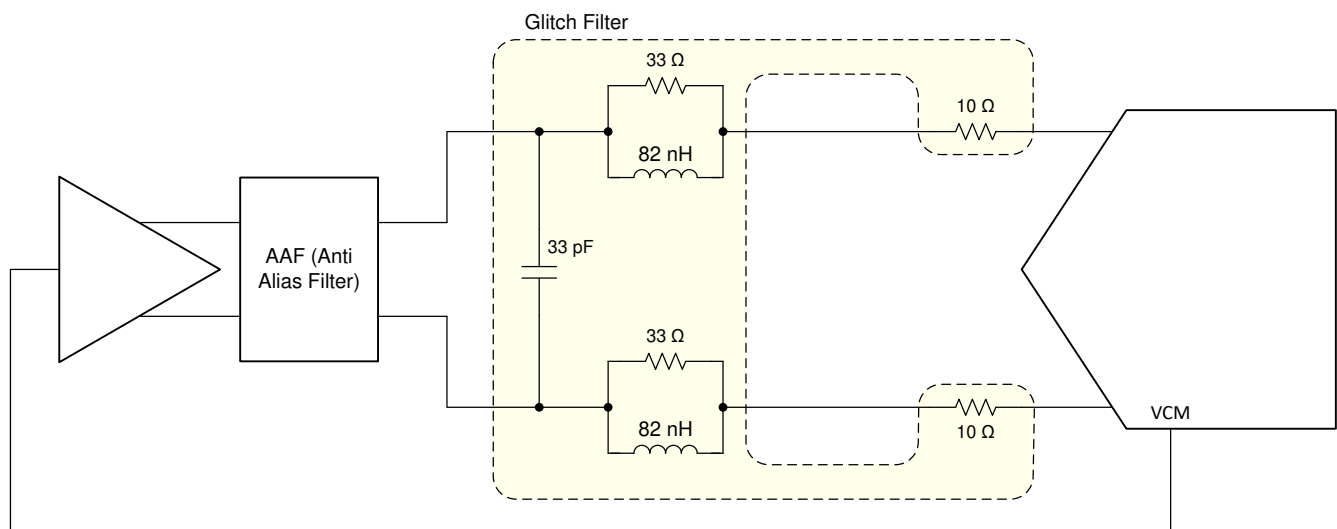 Glitch Filter
33 Ω
10 Ω
82 nH
AAF (Anti
Alias Filter)
33 pF
33 Ω
82 nH
10 Ω
VCM